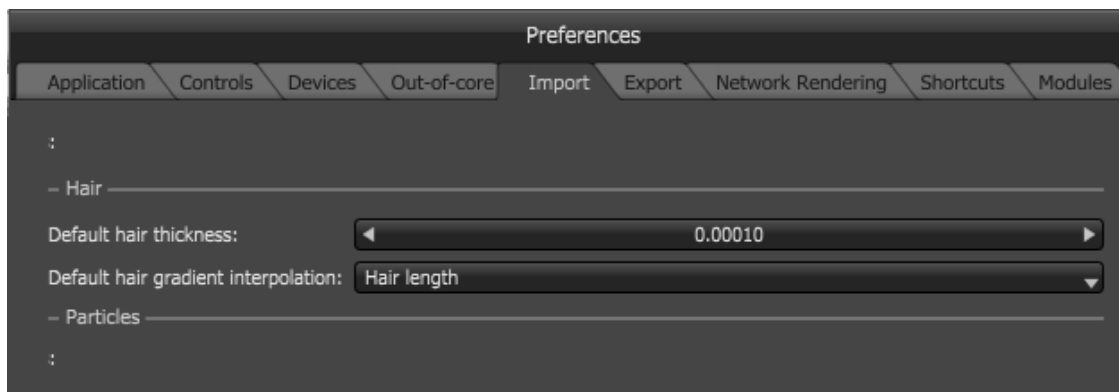 Preferences
Application Controls Devices Out-of-core Import Export Network Rendering Shortcuts Modules
:
Hair
Default hair thickness: 0.00010
Default hair gradient interpolation: Hair length
Particles
: